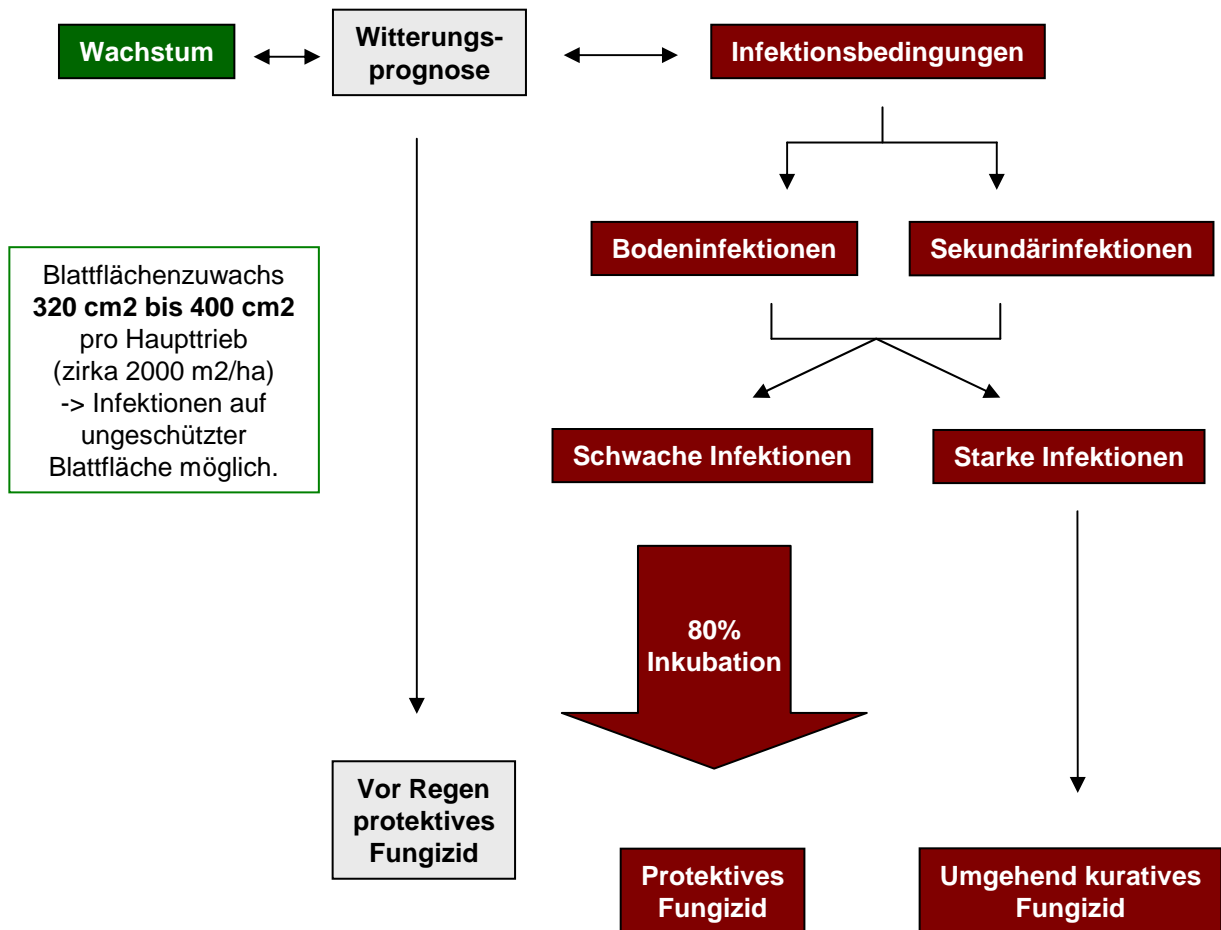 Wachstum
Witterungs-
prognose
Infektionsbedingungen
Bodeninfektionen
Sekundärinfektionen
Blattflächenzuwachs
320 cm2 bis 400 cm2
pro Haupttrieb
(zirka 2000 m2/ha)
-> Infektionen auf
ungeschützter
Blattfläche möglich.
Schwache Infektionen
Starke Infektionen
80%
Inkubation
Vor Regen
protektives
Fungizid
Protektives
Fungizid
Umgehend kuratives
Fungizid